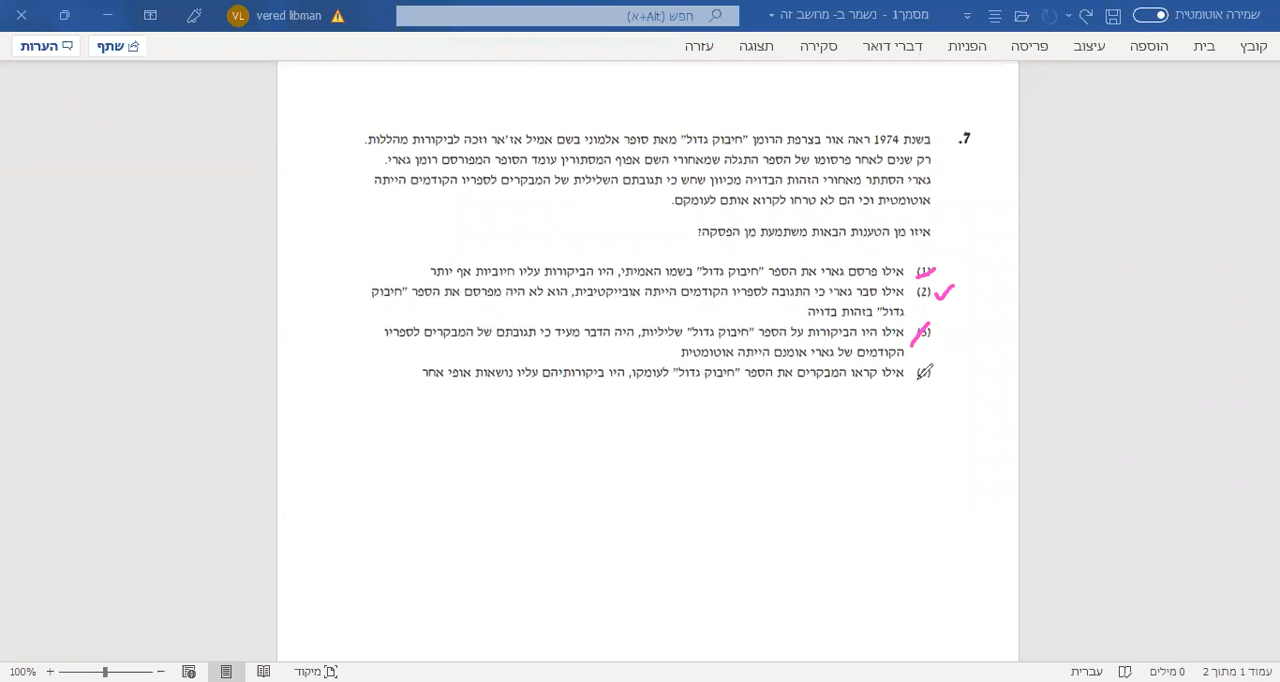 שמירה אוטומטית
מסמך1 - נשמר ב- מחשב זה
חפש (Alt+א)
vered libman
VL
קובץ בית הוספה עיצוב פריסה הפניות דברי דואר סקירה תצוגה עזרה
שתף
הערות
7. בשנת 1974 ראה אור בצרפת הרומן "חיבוק גדול" מאת סופר אלמוני בשם אמיל אז'אר וזכה לביקורות מהללות.
רק שנים לאחר פרסומו של הספר התגלה שמאחורי השם אפוף המסתורין עומד הסופר המפורסם רומן גארי.
גארי הסתתר מאחורי הזהות הבדויה מכיוון שחש כי תגובתם השלילית של המבקרים לספריו הקודמים הייתה
אוטומטית וכי הם לא טרחו לקרוא אותם לעומקם.
איזו מן הטענות הבאות משתמעת מן הפסקה?
(1) אילו פרסם גארי את הספר "חיבוק גדול" בשמו האמיתי, היו הביקורות עליו חיוביות אף יותר
(2) אילו סבר גארי כי התגובה לספריו הקודמים הייתה אובייקטיבית, הוא לא היה מפרסם את הספר "חיבוק
גדול" בזהות בדויה
(3) אילו היו הביקורות על הספר "חיבוק גדול" שליליות, היה הדבר מעיד כי תגובתם של המבקרים לספריו
הקודמים של גארי אומנם הייתה אוטומטית
(4) אילו קראו המבקרים את הספר "חיבוק גדול" לעומקו, היו ביקורותיהם עליו נושאות אופי אחר
עמוד 1 מתוך 2
0 מילים
עברית
מיקוד
100%